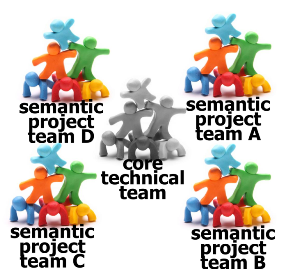 semantic
project
team D
semantic
project
team A
core
technical
team
semantic
project
team C
semantic
project
team B